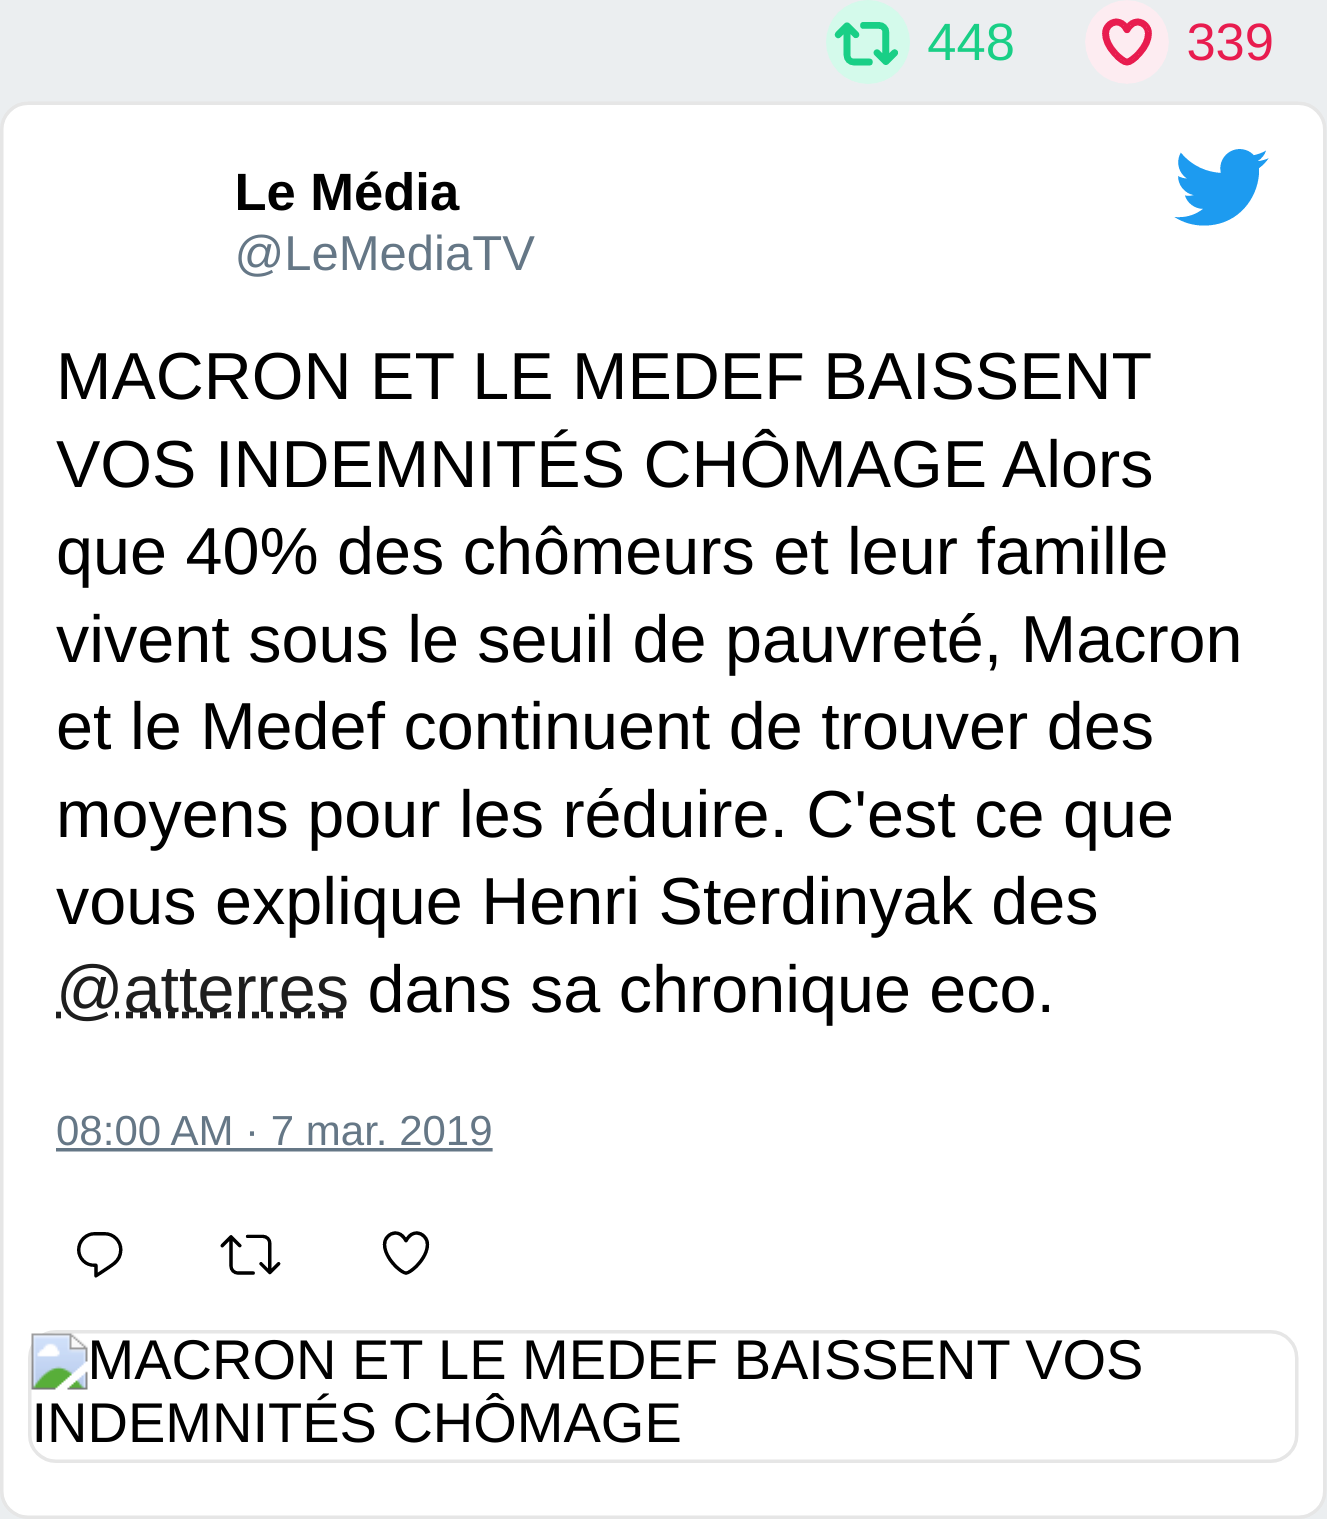 448 339
Le Média
@LeMediaTV
MACRON ET LE MEDEF BAISSENT
VOS INDEMNITÉS CHÔMAGE Alors
que 40% des chômeurs et leur famille
vivent sous le seuil de pauvreté, Macron
et le Medef continuent de trouver des
moyens pour les réduire. C'est ce que
vous explique Henri Sterdinyak des
@atterres dans sa chronique eco.
08:00 AM · 7 mar. 2019
MACRON ET LE MEDEF BAISSENT VOS
INDEMNITÉS CHÔMAGE